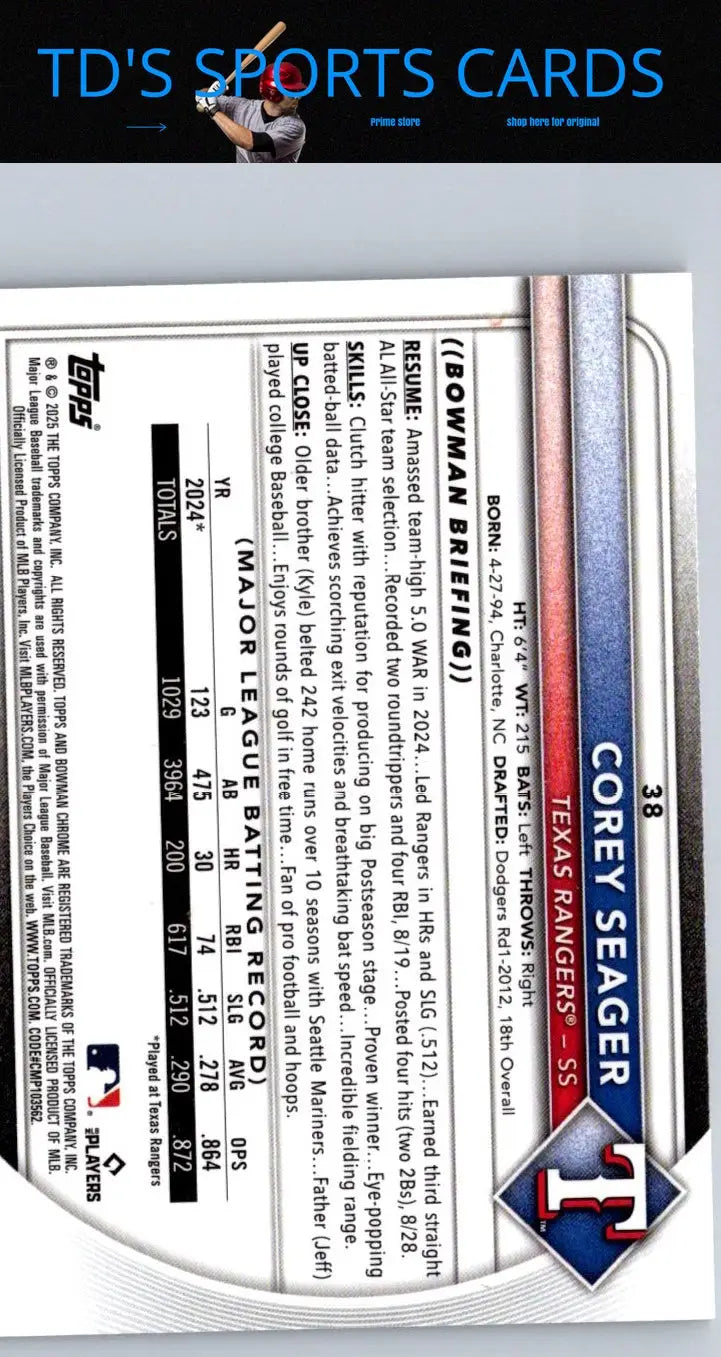 TD'S SPORTS CARDS
Prime store
shop here for original
38
COREY SEAGER
TEXAS RANGERS® – SS
T
TM
HT: 6'4" WT: 215 BATS: Left THROWS: Right
BORN: 4-27-94, Charlotte, NC DRAFTED: Dodgers Rd1-2012, 18th Overall
((BOWMAN BRIEFING))
RESUME: Amassed team-high 5.0 WAR in 2024...Led Rangers in HRs and SLG (.512)...Earned third straight
AL All-Star team selection...Recorded two roundtrippers and four RBI, 8/19...Posted four hits (two 2Bs), 8/28.
SKILLS: Clutch hitter with reputation for producing on big Postseason stage...Proven winner...Eye-popping
batted-ball data...Achieves scorching exit velocities and breathtaking bat speed...Incredible fielding range.
UP CLOSE: Older brother (Kyle) belted 242 home runs over 10 seasons with Seattle Mariners...Father (Jeff)
played college Baseball...Enjoys rounds of golf in free time...Fan of pro football and hoops.
(MAJOR LEAGUE BATTING RECORD)
YR G AB HR RBI SLG AVG OPS
2024* 123 475 30 74 .512 .278 .864
TOTALS 1029 3964 200 617 .512 .290 .872
*Played at Texas Rangers
topps®
MLB PLAYERS
® & © 2025 THE TOPPS COMPANY, INC. ALL RIGHTS RESERVED. TOPPS AND BOWMAN CHROME ARE REGISTERED TRADEMARKS OF THE TOPPS COMPANY, INC.
Major League Baseball trademarks and copyrights are used with permission of Major League Baseball. Visit MLB.com. OFFICIALLY LICENSED PRODUCT OF MLB.
Officially Licensed Product of MLB Players, Inc. Visit MLBPLAYERS.COM, the Players Choice on the web. WWW.TOPPS.COM. CODE#CMP103562.